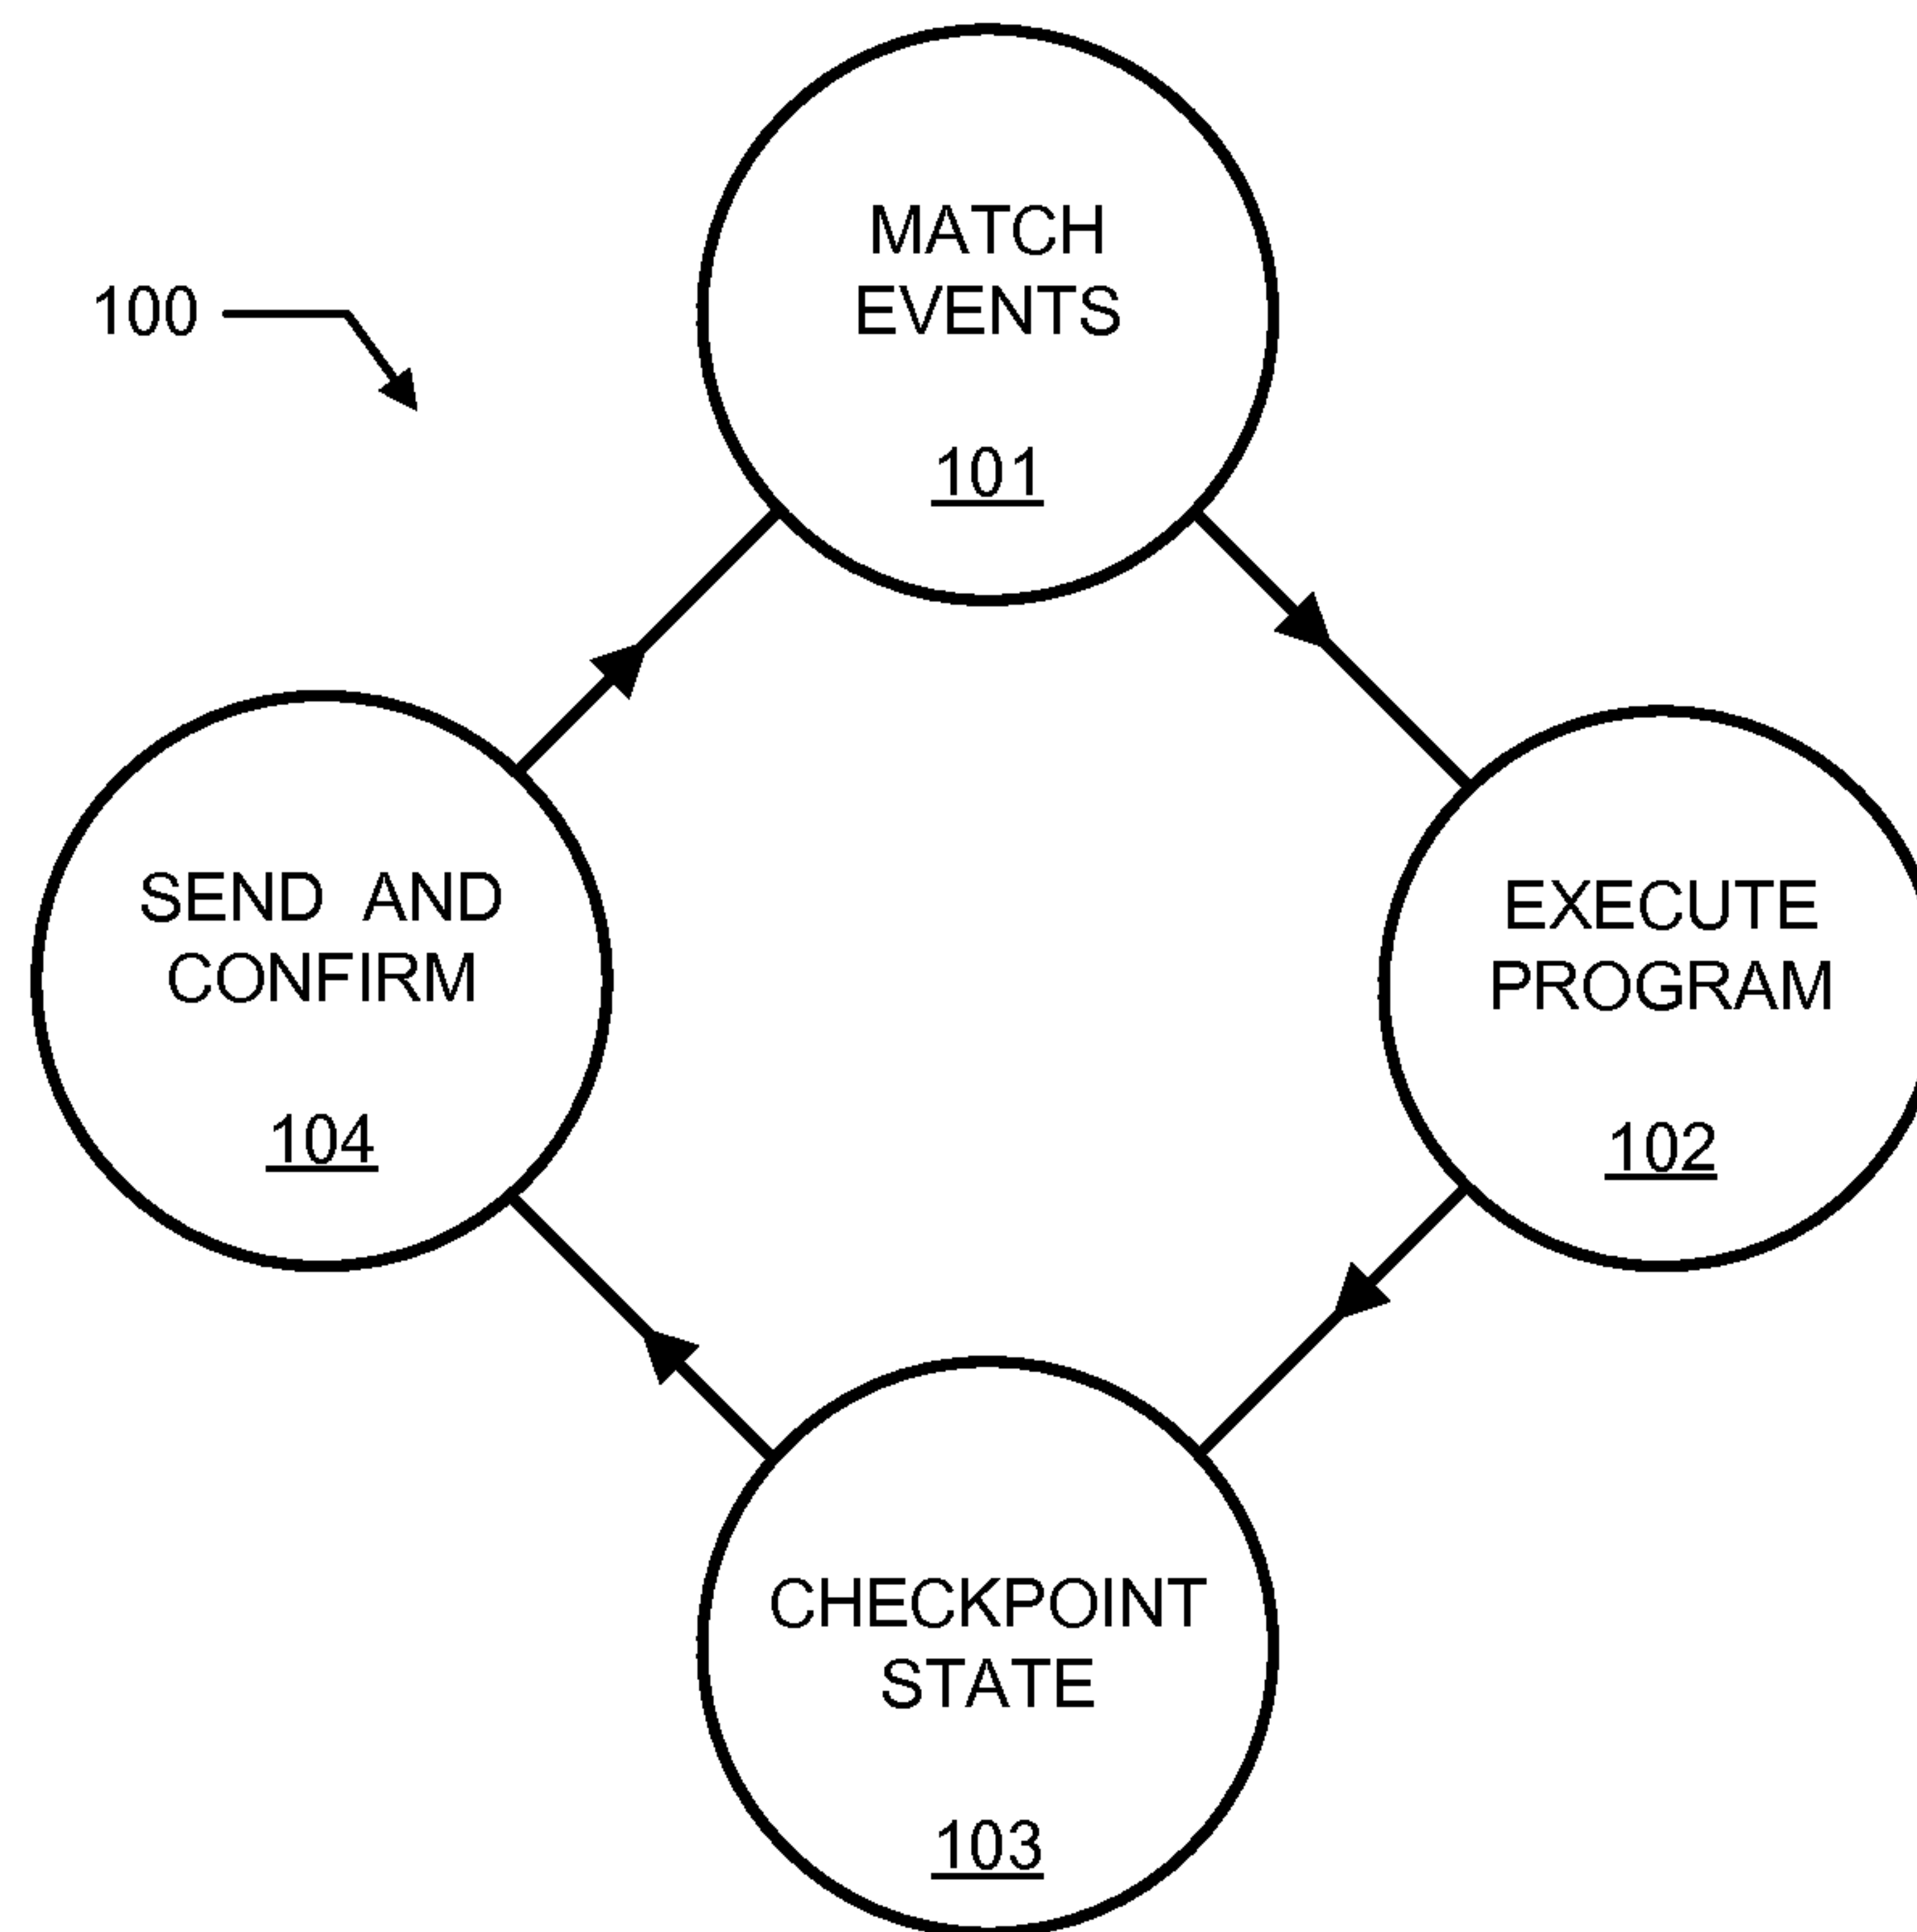 MATCH
EVENTS
101
100
SEND AND
CONFIRM
104
EXECUTE
PROGRAM
102
CHECKPOINT
STATE
103